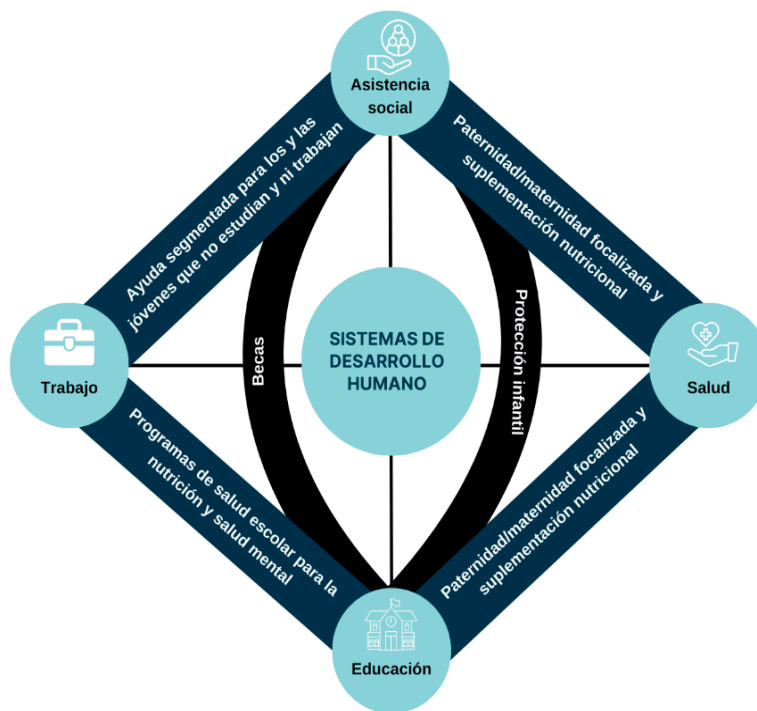 Asistencia
social
Ayuda segmentada para los y las
jóvenes que no estudian y ni trabajan
Paternidad/maternidad focalizada y
suplementación nutricional
Trabajo
Becas
SISTEMAS DE
DESARROLLO
HUMANO
Protección infantil
Salud
Programas de salud escolar para la
nutrición y salud mental
Paternidad/maternidad focalizada y
suplementación nutricional
Educación